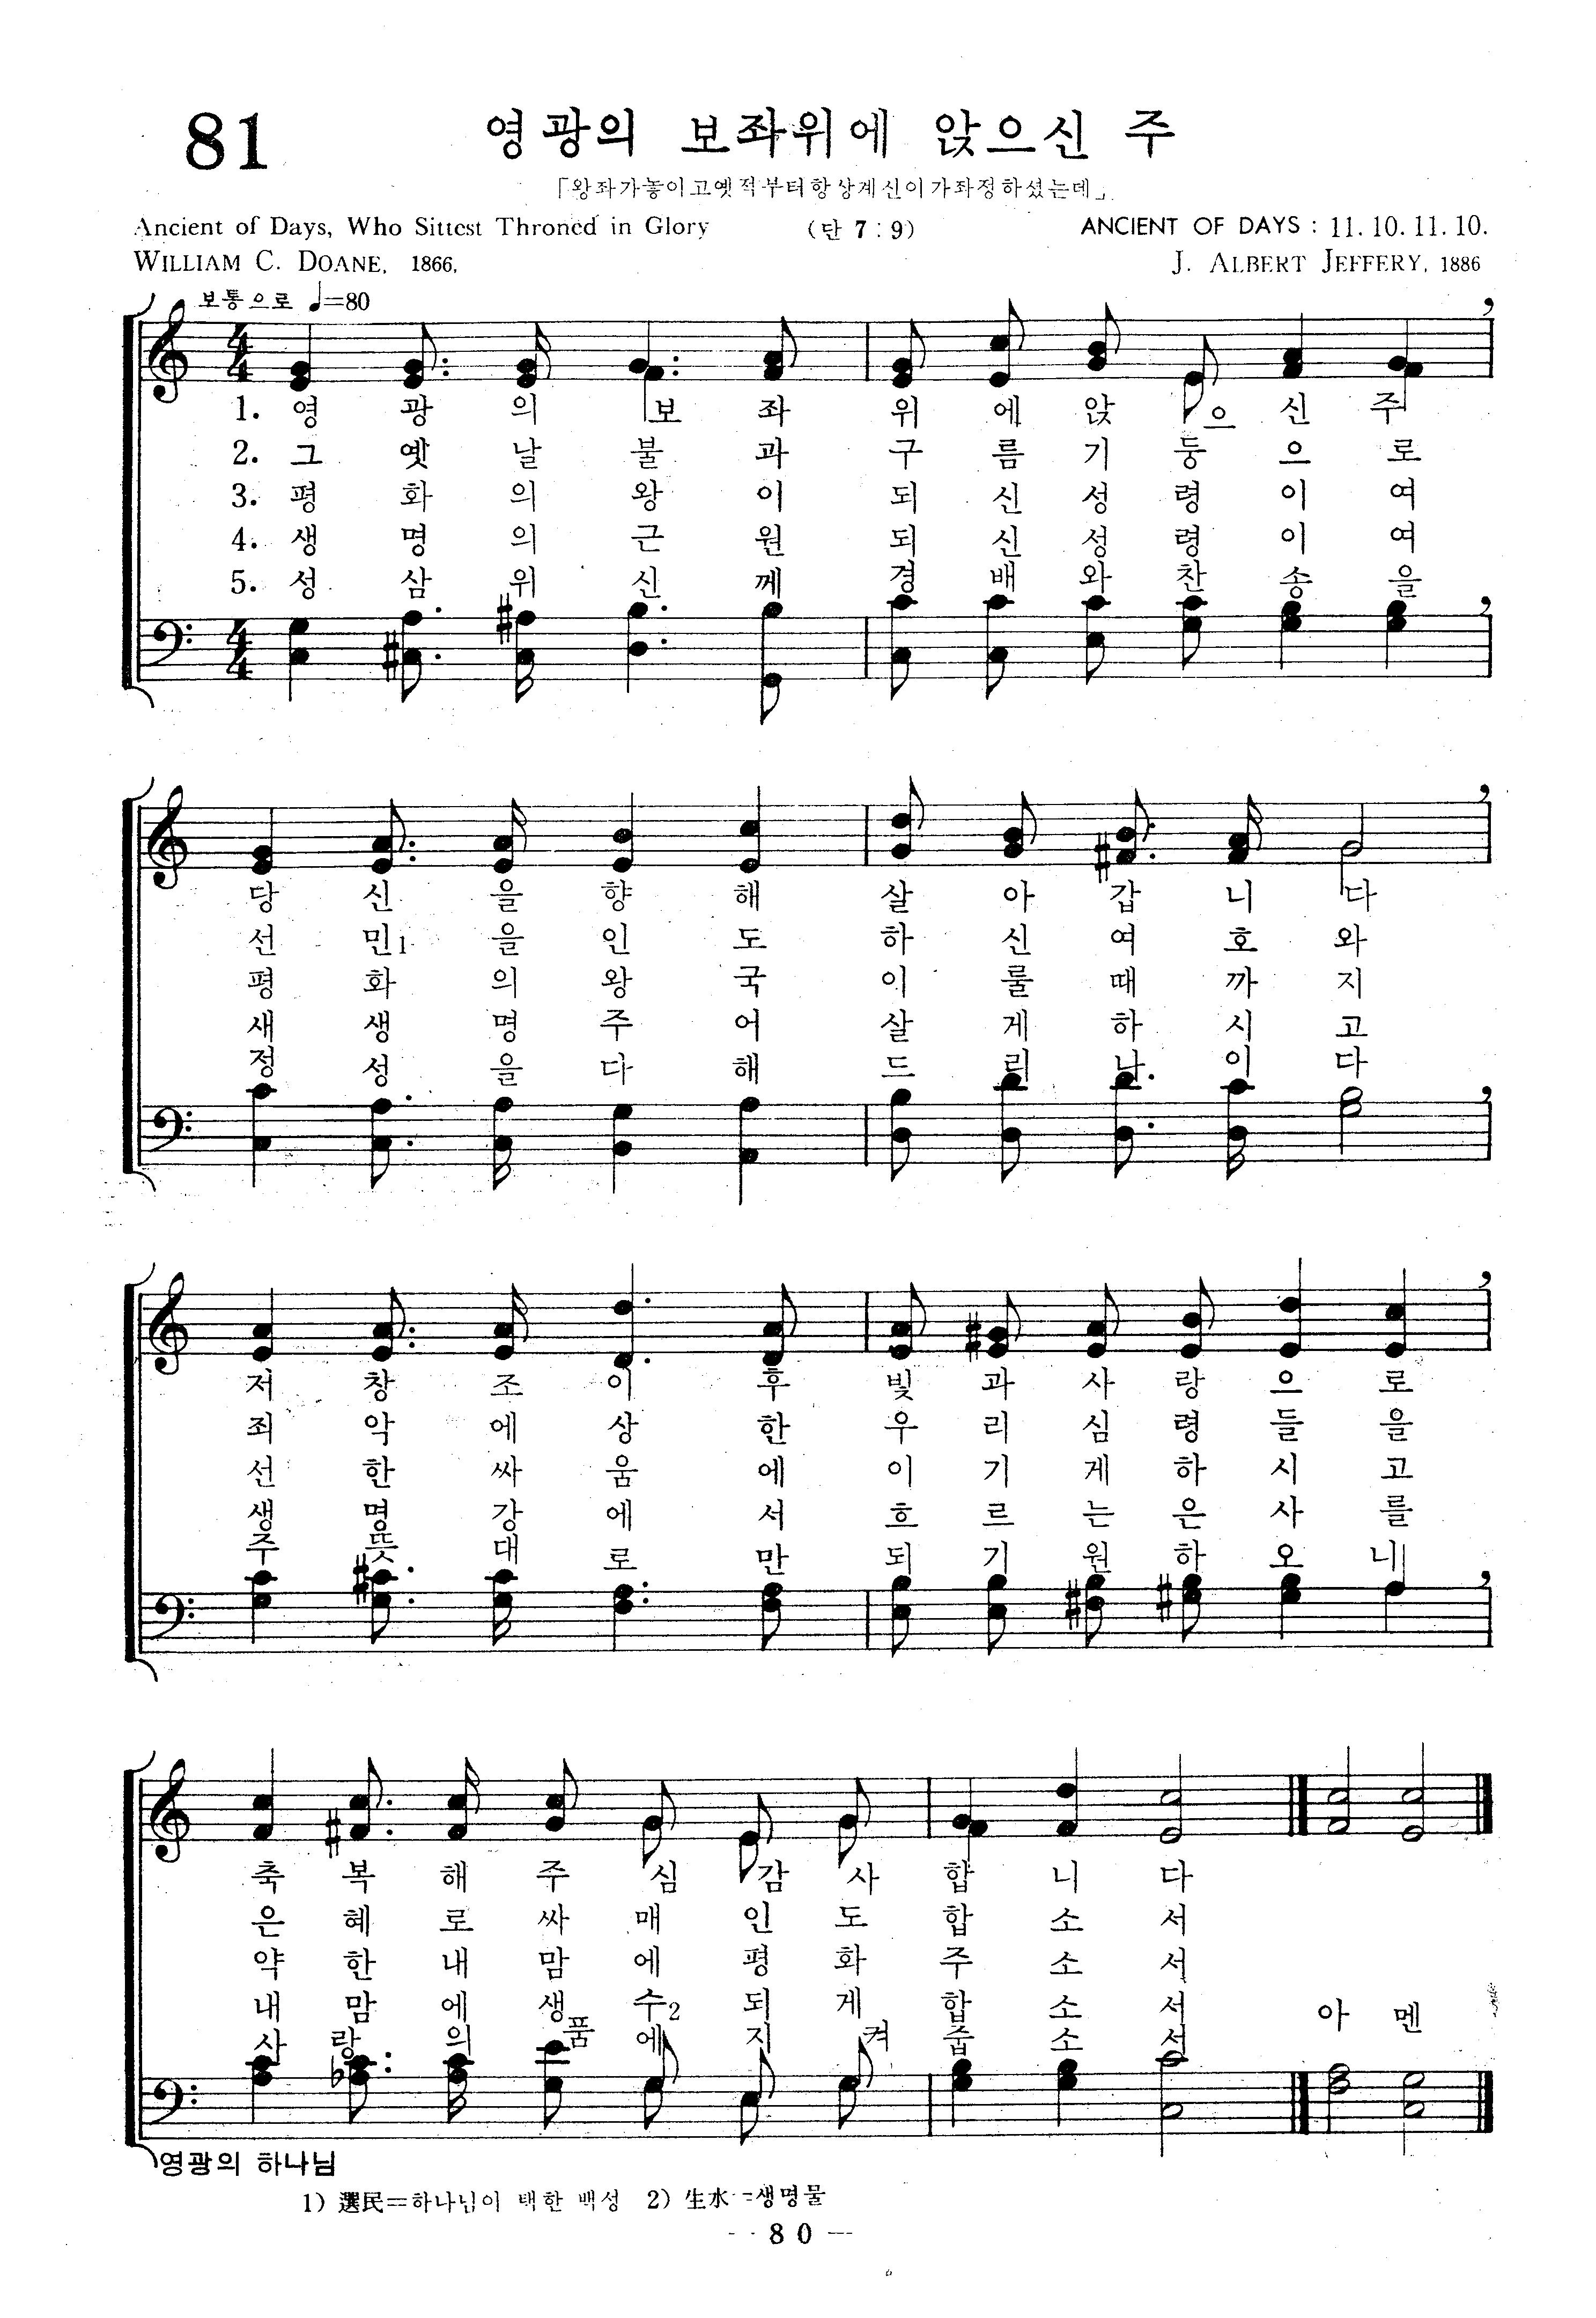 81
영광의 보좌위에 앉으신 주
「왕좌가놓이고옛적부터항상계신이가좌정하셨는데」
Ancient of Days, Who Sittest Throned in Glory (단 7:9) ANCIENT OF DAYS : 11. 10. 11. 10.
WILLIAM C. DOANE, 1866, J. ALBERT JEFFERY, 1886
보통으로 ♩=80
4/4
1. 영 광 의 보 좌 위 에 앉 으 신 주
2. 그 옛 날 불 과 구 름 기 둥 으 로
3. 평 화 의 왕 이 되 신 성 령 이 여
4. 생 명 의 근 원 되 신 성 령 이 여
5. 성 삼 위 신 께 경 배 와 찬 송 을
4/4
당 신 을 향 해 살 아 갑 니 다
선 민1 을 인 도 하 신 여 호 와
평 화 의 왕 국 이 룰 때 까 지
새 생 명 주 어 살 게 하 시 고
정 성 을 다 해 드 리 나 이 다
저 창 조 이 후 빛 과 사 랑 으 로
죄 악 에 상 한 우 리 심 령 들 을
선 한 싸 움 에 이 기 게 하 시 고
생 명 강 에 서 흐 르 는 은 사 를
주 뜻 대 로 만 되 기 원 하 오 니
축 복 해 주 심 감 사 합 니 다
은 혜 로 싸 매 인 도 합 소 서
약 한 내 맘 에 평 화 주 소 서
내 맘 에 생 수2 되 게 합 소 서 아 멘
사 랑 의 품 에 지 켜 줍 소 서
영광의 하나님
1) 選民=하나님이 택한 백성 2) 生水=생명물
-- 80 --